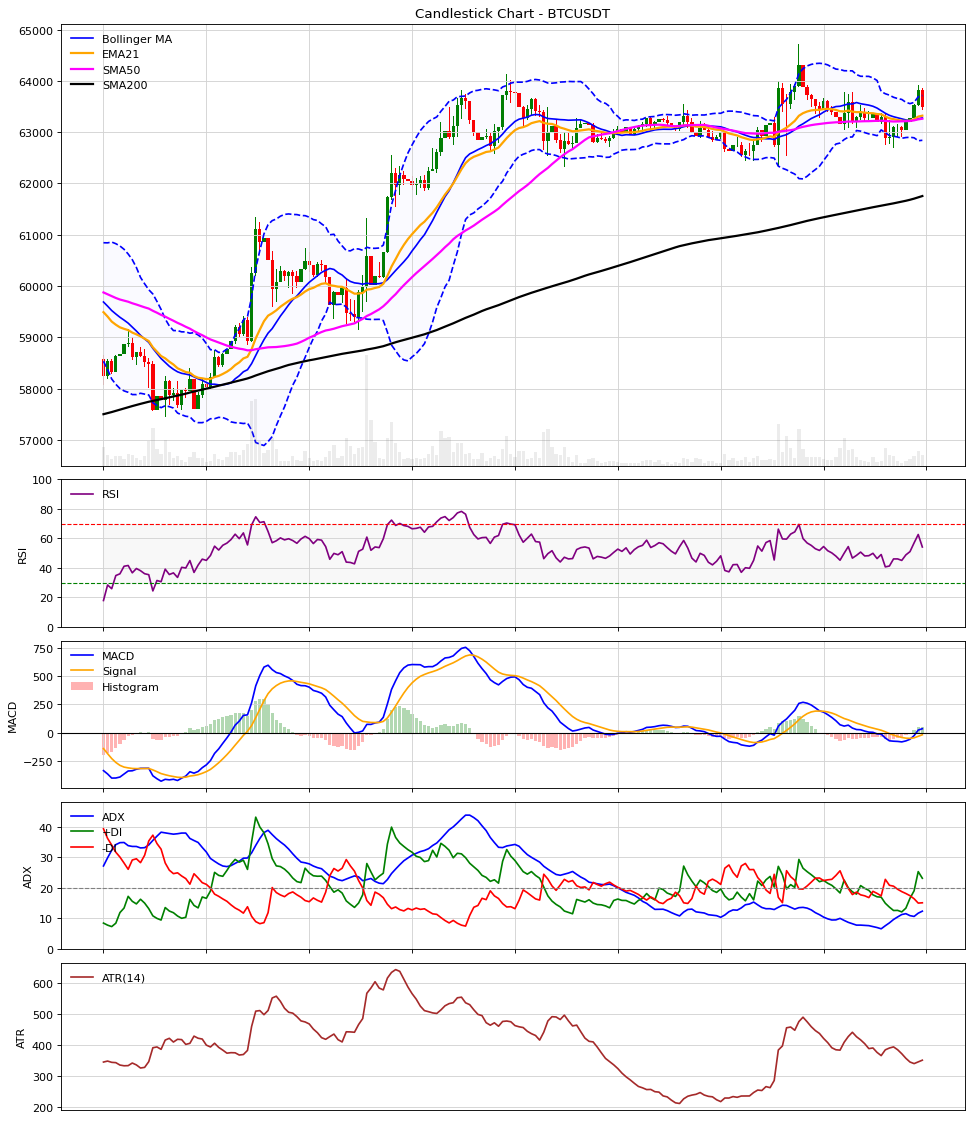 Candlestick Chart - BTCUSDT
65000
64000
63000
62000
61000
60000
59000
58000
57000
Bollinger MA
EMA21
SMA50
SMA200
RSI
100
80
60
40
20
0
RSI
MACD
750
500
250
0
−250
MACD
Signal
Histogram
ADX
40
30
20
10
0
ADX
+DI
-DI
ATR
600
500
400
300
200
ATR(14)